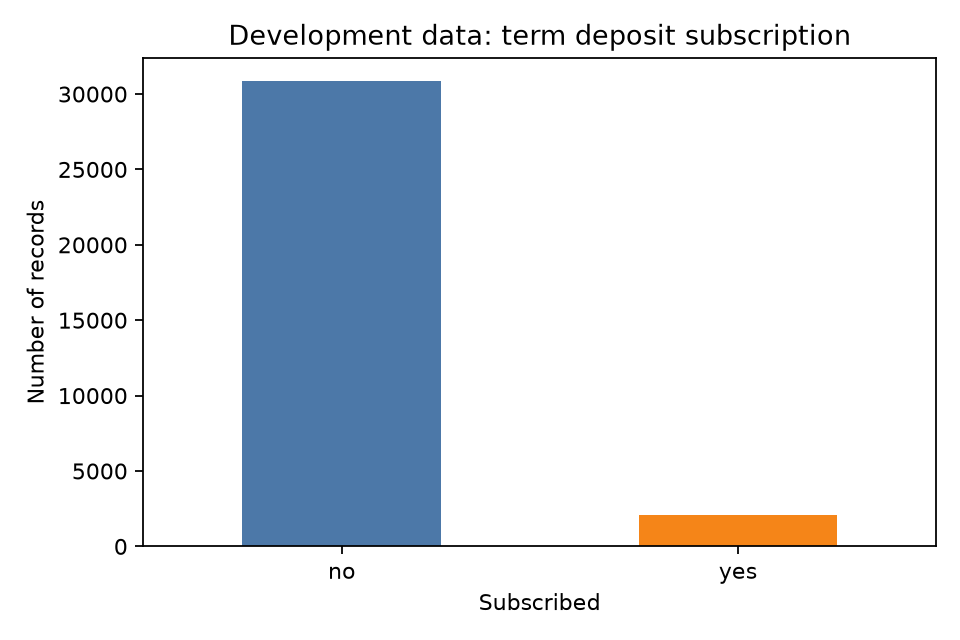 Development data: term deposit subscription
Number of records
30000
25000
20000
15000
10000
5000
0
no
yes
Subscribed